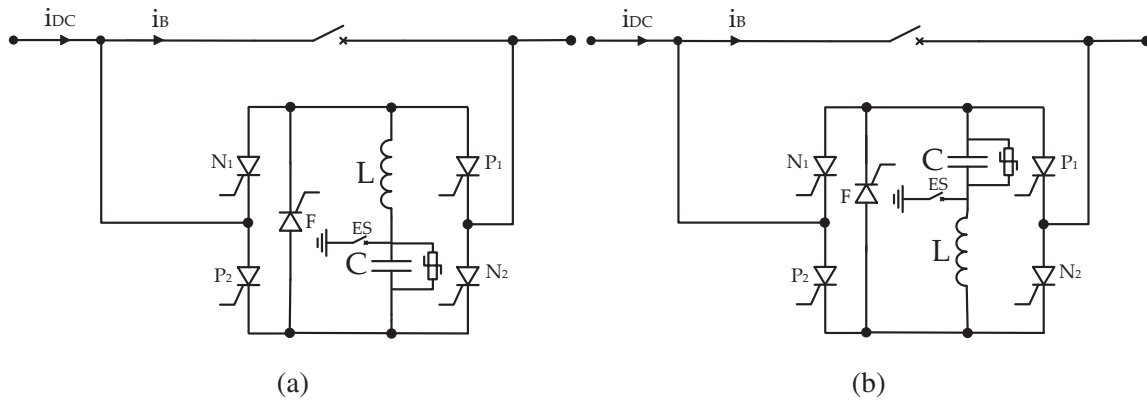 iDC iB iDC iB
N1 P1 N1 C P1
L
F ES F
ES
C L
P2 N2 P2 N2
(a) (b)